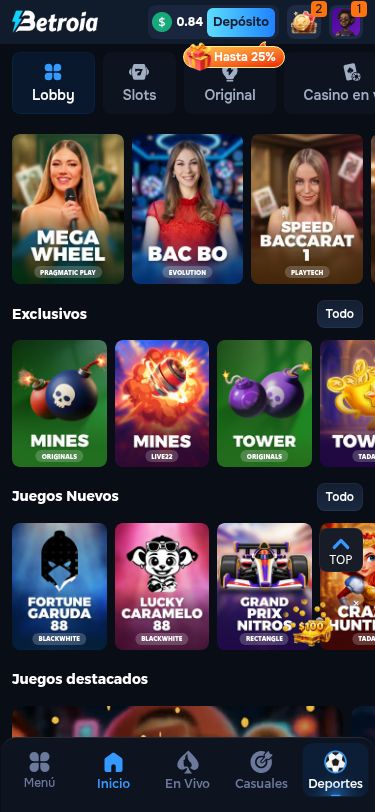 Betroia
$ 0.84 Depósito
2
1
Hasta 25%
Lobby
Slots
Original
Casino en v
MEGA
WHEEL
PRAGMATIC PLAY
BAC BO
EVOLUTION
SPEED
BACCARAT
1
PLAYTECH
Exclusivos
Todo
MINES
ORIGINALS
MINES
LIVE22
TOWER
ORIGINALS
TOW
TADA
Juegos Nuevos
Todo
TOP
FORTUNE
GARUDA
88
BLACKWHITE
LUCKY
CARAMELO
88
BLACKWHITE
GRAND
PRIX
NITROS
RECTANGLE
$100
CRA
HUNT
TADA
Juegos destacados
Menú
Inicio
En Vivo
Casuales
Deportes